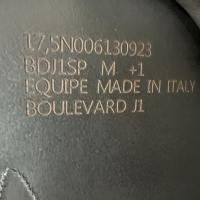 17,5N006130923
BDJ1SP M +1
EQUIPE MADE IN ITALY
BOULEVARD J1